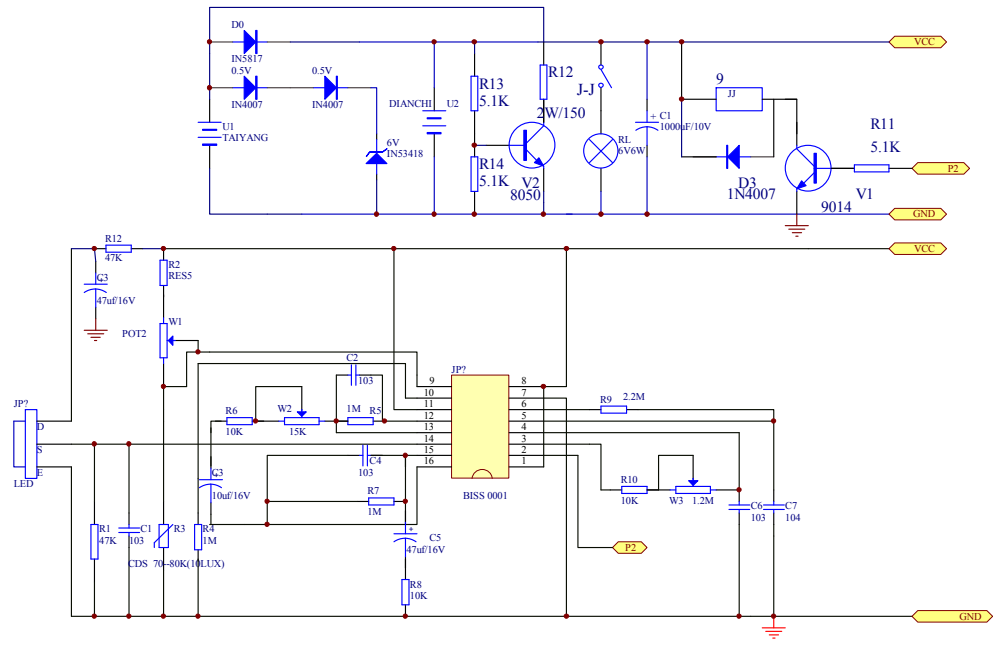 D0
IN5817
VCC
0.5V
0.5V
IN4007
IN4007
R12
2W/150
R13
5.1K
J-J
9
JJ
DIANCHI
U2
C1
1000uF/10V
U1
TAIYANG
6V
IN53418
RL
6V6W
R11
5.1K
R14
5.1K
P2
V2
8050
D3
1N4007
V1
9014
GND
R12
47K
VCC
R2
RES5
C3
47uf/16V
W1
POT2
C2
103
JP?
9
8
10
7
11
6
12
5
13
4
14
3
15
2
16
1
BISS 0001
R9
2.2M
JP?
D
S
E
LED
R6
10K
W2
15K
1M
R5
C4
103
C3
10uf/16V
R7
1M
R10
10K
W3
1.2M
C6
103
C7
104
R1
47K
C1
103
R3
CDS 70--80K(10LUX)
R4
1M
C5
47uf/16V
P2
R8
10K
GND